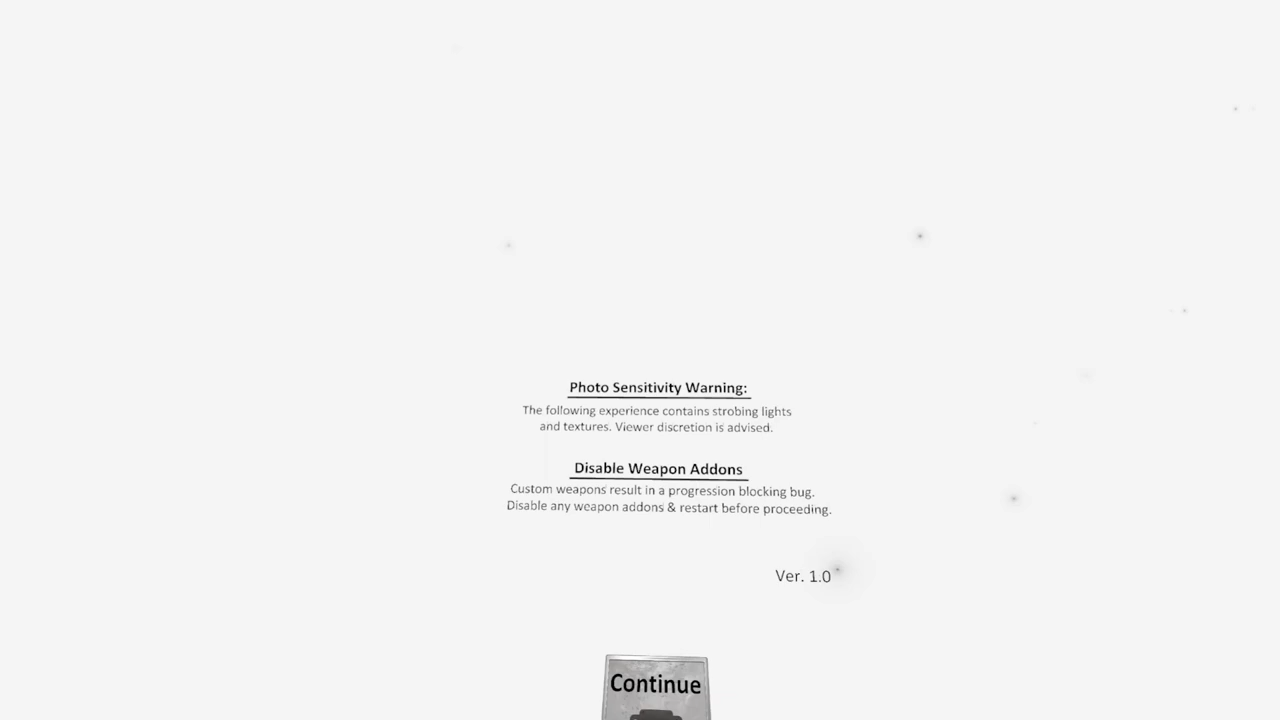 Photo Sensitivity Warning:
The following experience contains strobing lights
and textures. Viewer discretion is advised.
Disable Weapon Addons
Custom weapons result in a progression blocking bug.
Disable any weapon addons & restart before proceeding.
Ver. 1.0
Continue